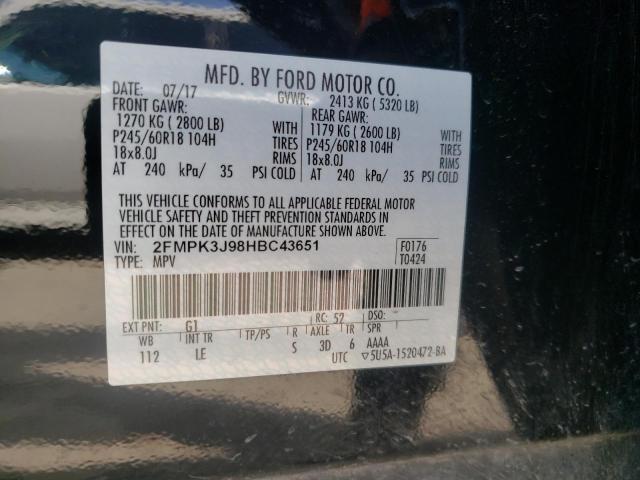 MFD. BY FORD MOTOR CO.
DATE: 07/17 GVWR: 2413 KG ( 5320 LB)
FRONT GAWR: REAR GAWR:
1270 KG ( 2800 LB) WITH 1179 KG ( 2600 LB) WITH
P245/60R18 104H TIRES P245/60R18 104H TIRES
18x8.0J RIMS 18x8.0J RIMS
AT 240 kPa/ 35 PSI COLD AT 240 kPa/ 35 PSI COLD
THIS VEHICLE CONFORMS TO ALL APPLICABLE FEDERAL MOTOR
VEHICLE SAFETY AND THEFT PREVENTION STANDARDS IN
EFFECT ON THE DATE OF MANUFACTURE SHOWN ABOVE.
VIN: 2FMPK3J98HBC43651 F0176
TYPE: MPV T0424
EXT PNT: G1 RC: 52 DSO:
WB INT TR TP/PS R AXLE TR SPR
112 LE S 3D 6 AAAA
UTC ▽5U5A-1520472-BA